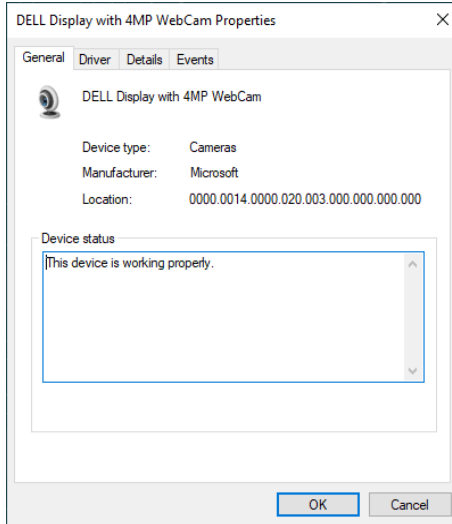 DELL Display with 4MP WebCam Properties
General Driver Details Events
DELL Display with 4MP WebCam
Device type: Cameras
Manufacturer: Microsoft
Location: 0000.0014.0000.020.003.000.000.000.000
Device status
This device is working properly.
OK Cancel